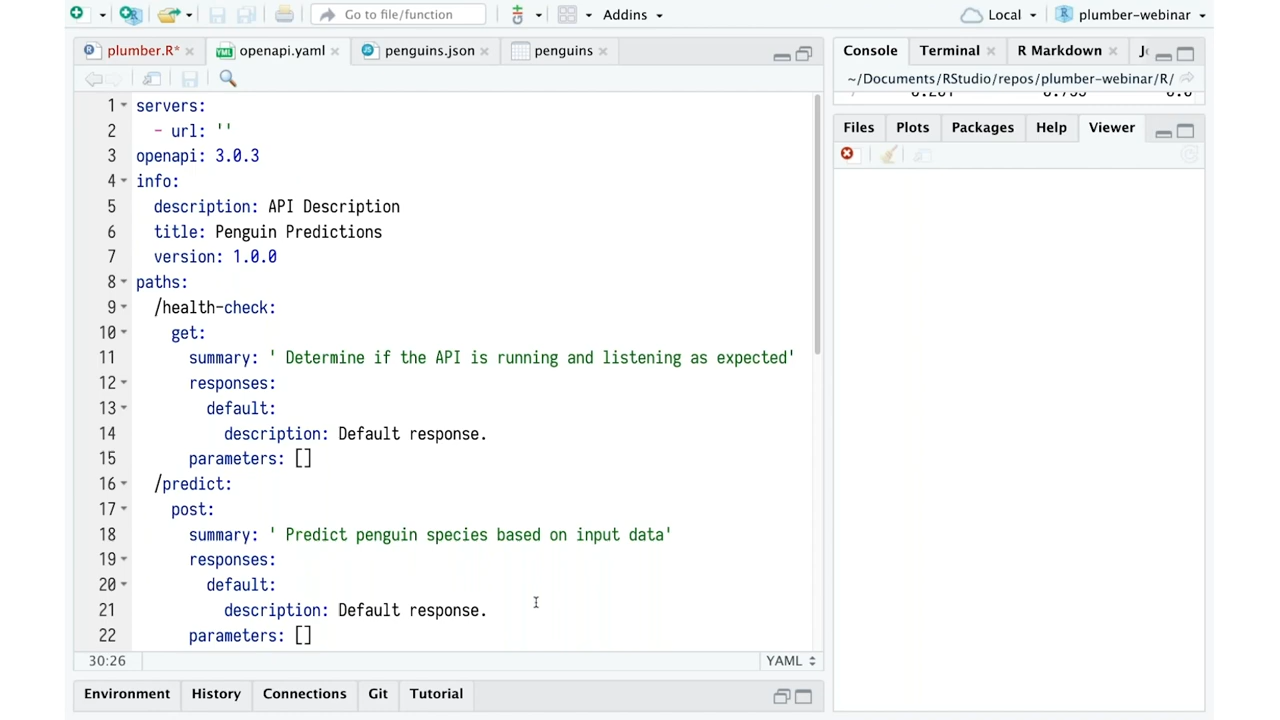 Go to file/function
Addins
Local
plumber-webinar
plumber.R*
openapi.yaml
penguins.json
penguins
1 servers:
2 - url: ''
3 openapi: 3.0.3
4 info:
5 description: API Description
6 title: Penguin Predictions
7 version: 1.0.0
8 paths:
9 /health-check:
10 get:
11 summary: ' Determine if the API is running and listening as expected'
12 responses:
13 default:
14 description: Default response.
15 parameters: []
16 /predict:
17 post:
18 summary: ' Predict penguin species based on input data'
19 responses:
20 default:
21 description: Default response.
22 parameters: []
30:26
YAML
Environment
History
Connections
Git
Tutorial
Console
Terminal
R Markdown
~/Documents/RStudio/repos/plumber-webinar/R/
Files
Plots
Packages
Help
Viewer